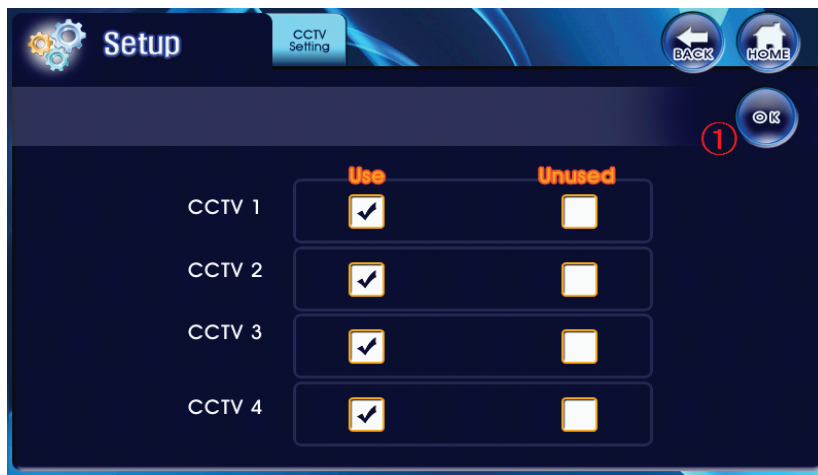 Setup
CCTV
Setting
BACK
HOME
OK
①
Use Unused
CCTV 1
CCTV 2
CCTV 3
CCTV 4